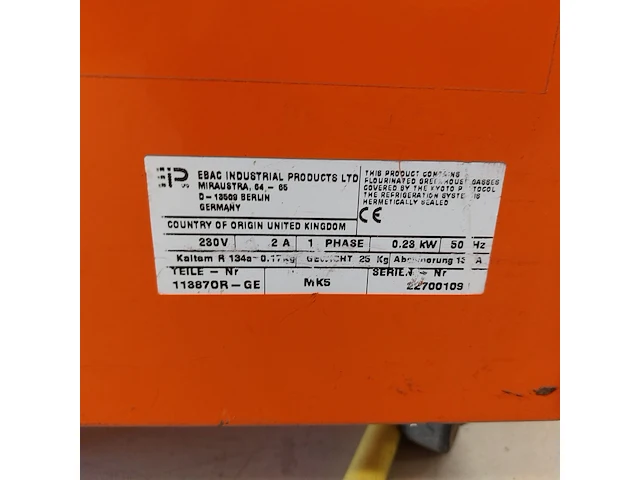 EIP EBAC INDUSTRIAL PRODUCTS LTD
MIRAUSTRA, 64, - 65
D-13509 BERLIN
GERMANY
THIS PRODUCT CONTAINS
FLOURINATED GREENHOUSE GASSES
COVERED BY THE KYOTO PROTOCOL
THE REFRIGERATION SYSTEM IS
HERMETICALLY SEALED
CE
COUNTRY OF ORIGIN UNITED KINGDOM
230V 2 A 1 PHASE 0.23 kW 50 Hz
Kaltem R 134a- 0.17Kg GEWICHT 25 Kg 13 A
TEILE - Nr SERIEN - Nr
113870R-GE MK5 22700109